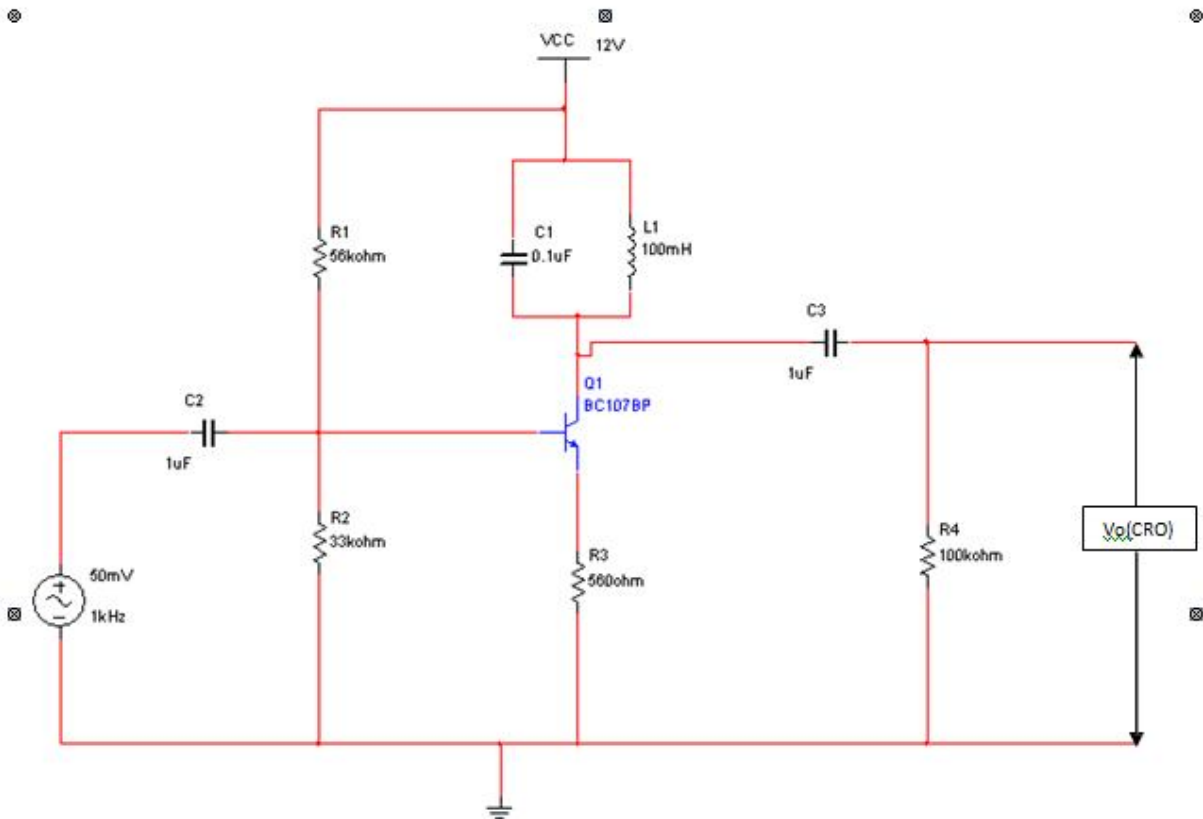 VCC 12V
R1
56kohm
C1
0.1uF
L1
100mH
C3
1uF
Q1
BC107BP
C2
1uF
R2
33kohm
R3
560ohm
R4
100kohm
Vo(CRO)
50mV
1kHz